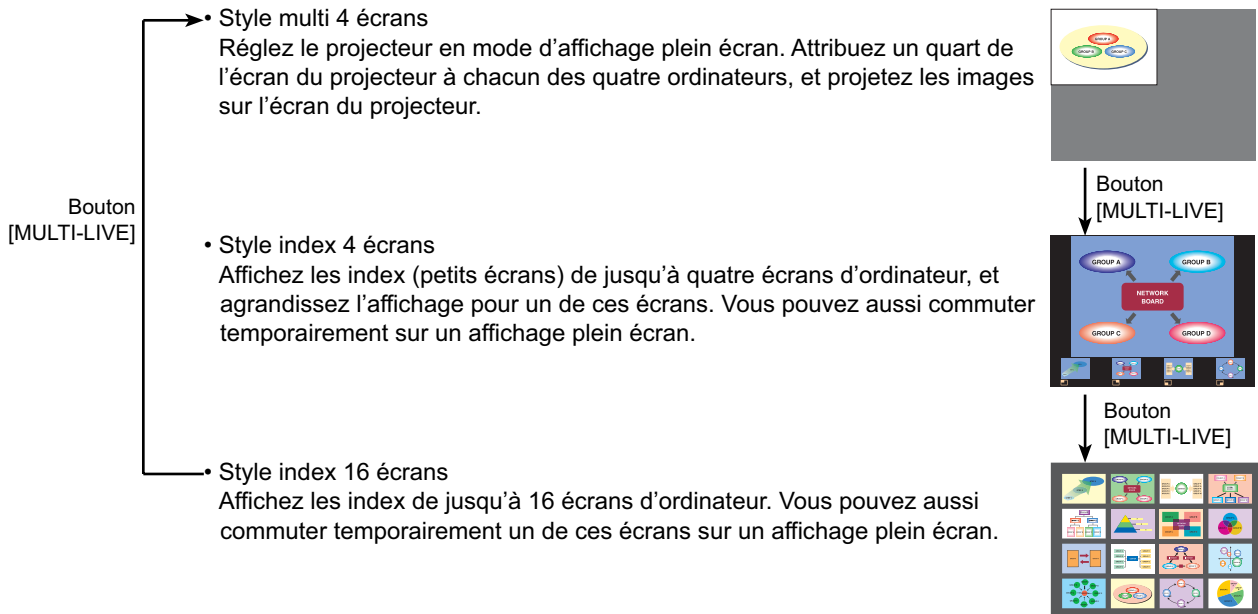 • Style multi 4 écrans
Réglez le projecteur en mode d'affichage plein écran. Attribuez un quart de
l'écran du projecteur à chacun des quatre ordinateurs, et projetez les images
sur l'écran du projecteur.
GROUP A
GROUP B
GROUP C
Bouton
[MULTI-LIVE]
Bouton
[MULTI-LIVE]
• Style index 4 écrans
Affichez les index (petits écrans) de jusqu'à quatre écrans d'ordinateur, et
agrandissez l'affichage pour un de ces écrans. Vous pouvez aussi commuter
temporairement sur un affichage plein écran.
GROUP A
GROUP B
NETWORK
BOARD
GROUP C
GROUP D
Bouton
[MULTI-LIVE]
• Style index 16 écrans
Affichez les index de jusqu'à 16 écrans d'ordinateur. Vous pouvez aussi
commuter temporairement un de ces écrans sur un affichage plein écran.